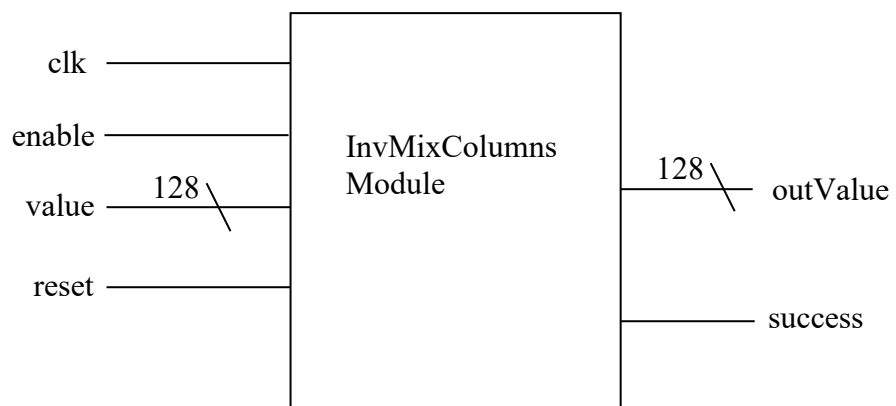 clk
enable
128
value
reset
InvMixColumns
Module
128
outValue
success